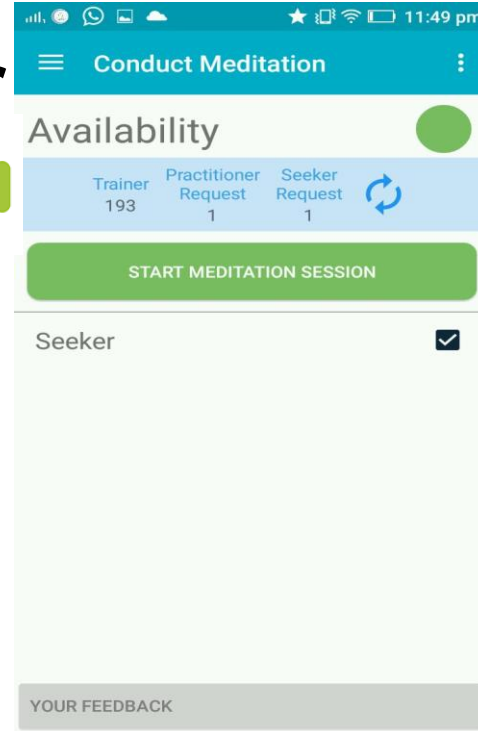 11:49 pm
Conduct Meditation
Availability
Trainer
193
Practitioner
Request
1
Seeker
Request
1
START MEDITATION SESSION
Seeker
YOUR FEEDBACK